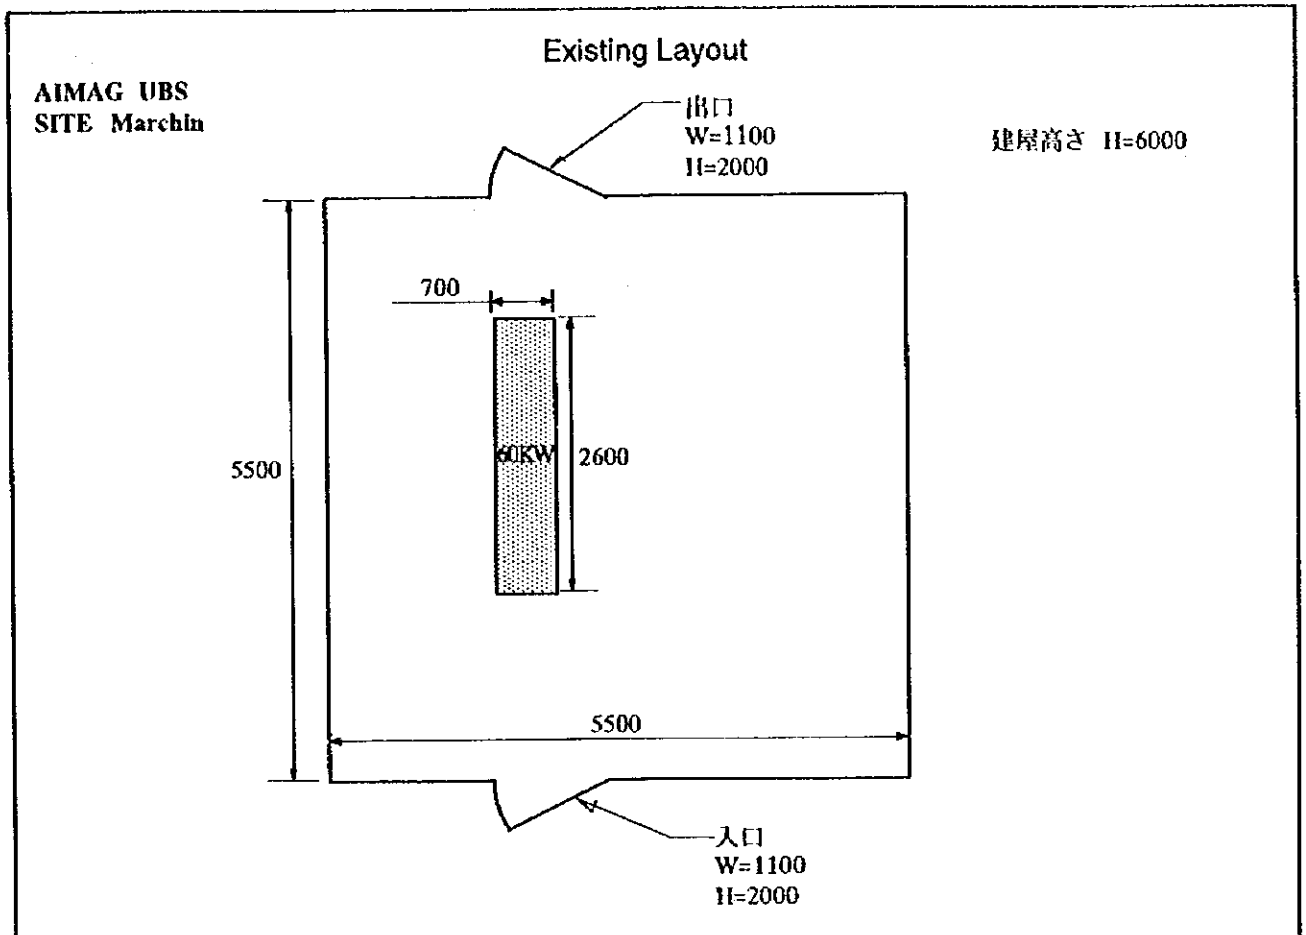 Existing Layout
AIMAG UBS
SITE Marchin
出口
W=1100
H=2000
建屋高さ H=6000
700
60KW
2600
5500
5500
入口
W=1100
H=2000